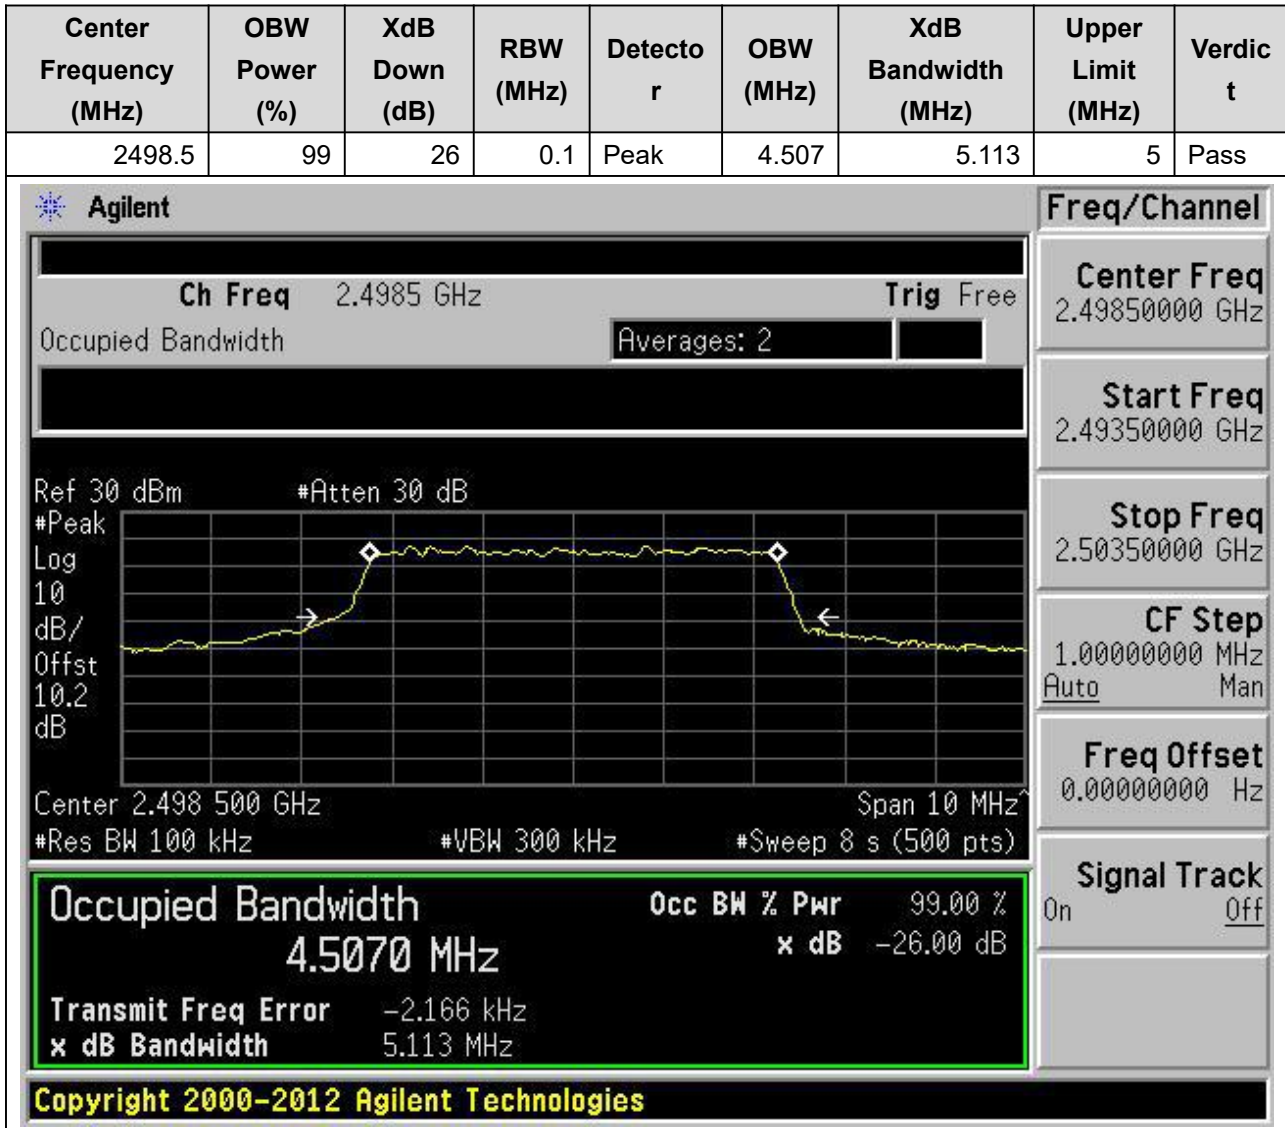 Center Frequency (MHz) OBW Power (%) XdB Down (dB) RBW (MHz) Detecto r OBW (MHz) XdB Bandwidth (MHz) Upper Limit (MHz) Verdic t
2498.5 99 26 0.1 Peak 4.507 5.113 5 Pass
Agilent
Ch Freq 2.4985 GHz Trig Free
Occupied Bandwidth Averages: 2
Ref 30 dBm #Atten 30 dB
#Peak
Log
10
dB/
Offst
10.2
dB
Center 2.498 500 GHz Span 10 MHz^
#Res BW 100 kHz #VBW 300 kHz #Sweep 8 s (500 pts)
Occupied Bandwidth
4.5070 MHz
Occ BW % Pwr 99.00 %
x dB -26.00 dB
Transmit Freq Error -2.166 kHz
x dB Bandwidth 5.113 MHz
Copyright 2000-2012 Agilent Technologies
Freq/Channel
Center Freq
2.49850000 GHz
Start Freq
2.49350000 GHz
Stop Freq
2.50350000 GHz
CF Step
1.00000000 MHz
Auto Man
Freq Offset
0.00000000 Hz
Signal Track
On Off